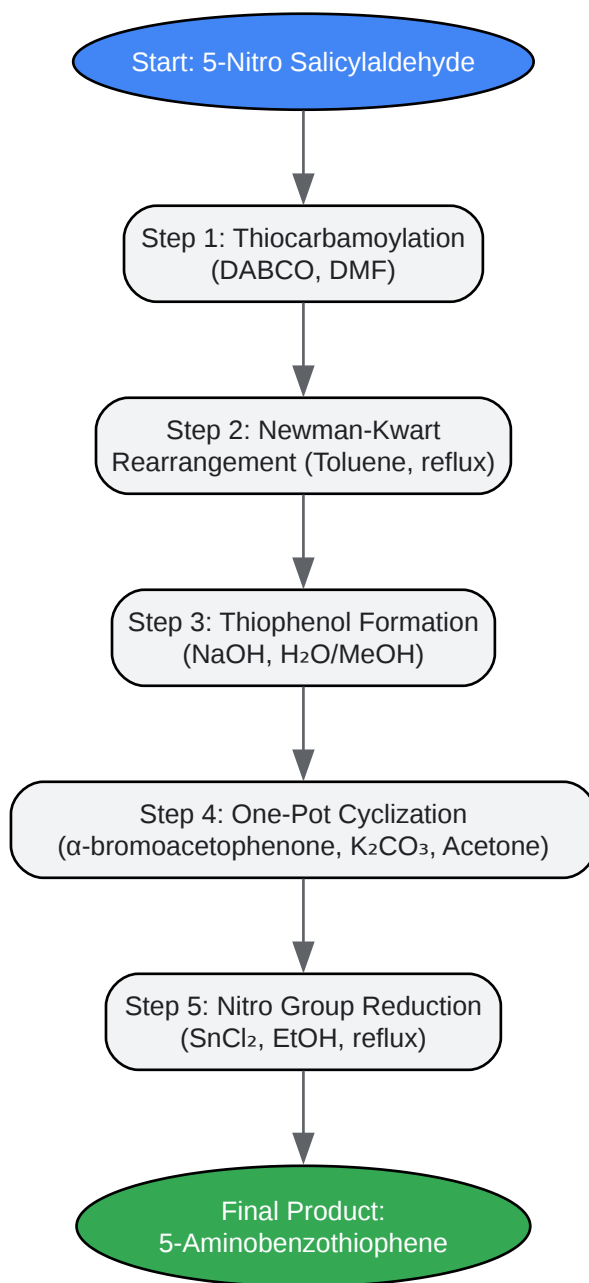 Start: 5-Nitro Salicylaldehyde
Step 1: Thiocarbamoylation
(DABCO, DMF)
Step 2: Newman-Kwart
Rearrangement (Toluene, reflux)
Step 3: Thiophenol Formation
(NaOH, H₂O/MeOH)
Step 4: One-Pot Cyclization
(α-bromoacetophenone, K₂CO₃, Acetone)
Step 5: Nitro Group Reduction
(SnCl₂, EtOH, reflux)
Final Product:
5-Aminobenzothiophene